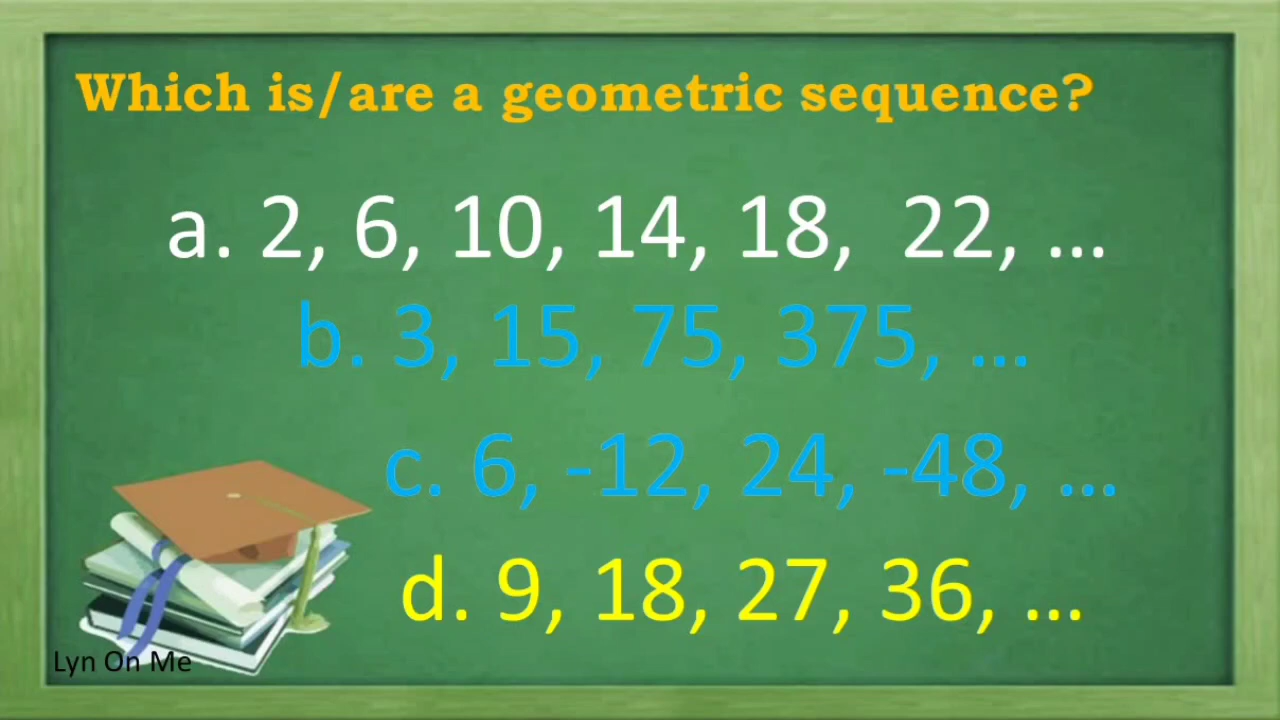 Which is/are a geometric sequence?
a. 2, 6, 10, 14, 18, 22, ...
b. 3, 15, 75, 375, ...
c. 6, -12, 24, -48, ...
d. 9, 18, 27, 36, ...
Lyn On Me